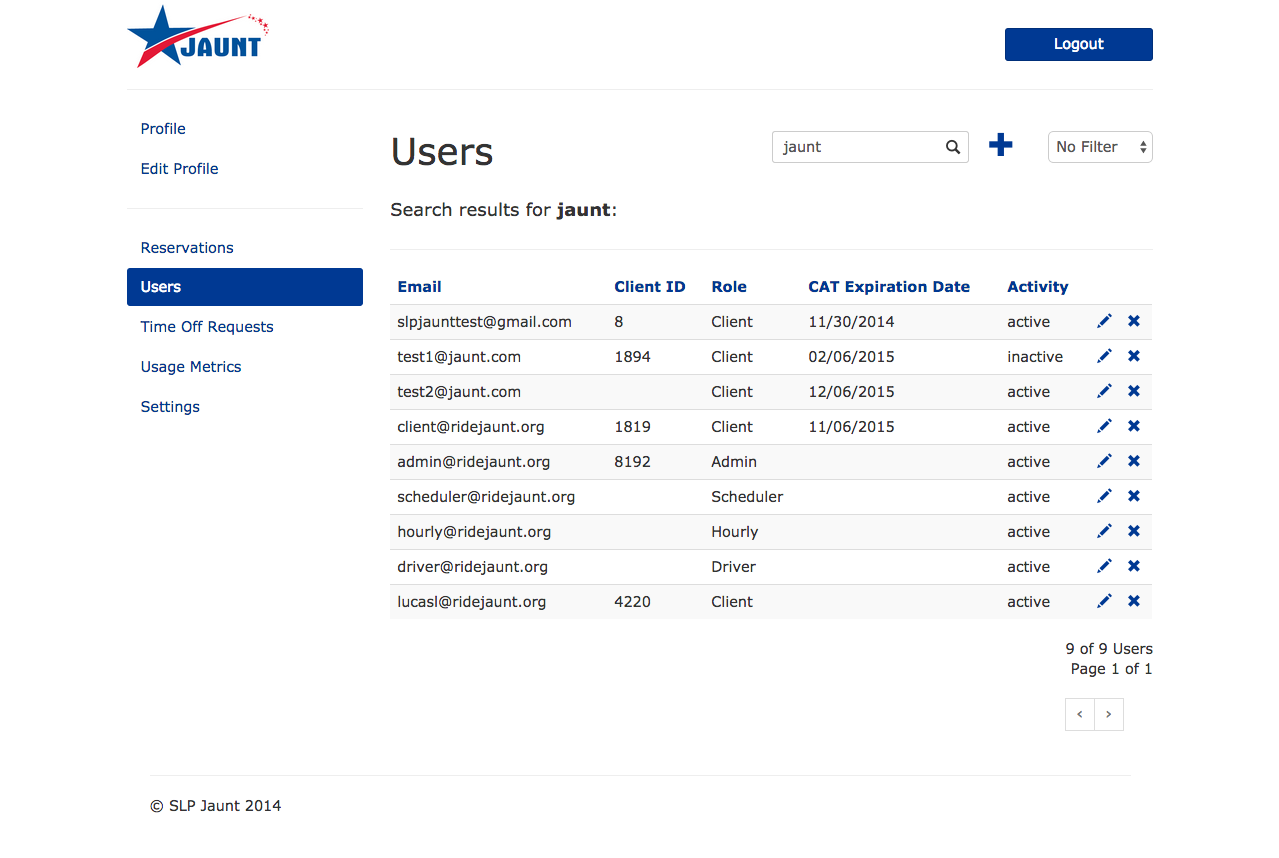 JAUNT
Logout
Profile
Edit Profile
Reservations
Users
Time Off Requests
Usage Metrics
Settings
Users
jaunt
No Filter
Search results for jaunt:
Email Client ID Role CAT Expiration Date Activity
slpjaunttest@gmail.com 8 Client 11/30/2014 active
test1@jaunt.com 1894 Client 02/06/2015 inactive
test2@jaunt.com Client 12/06/2015 active
client@ridejaunt.org 1819 Client 11/06/2015 active
admin@ridejaunt.org 8192 Admin active
scheduler@ridejaunt.org Scheduler active
hourly@ridejaunt.org Hourly active
driver@ridejaunt.org Driver active
lucasl@ridejaunt.org 4220 Client active
9 of 9 Users
Page 1 of 1
‹ ›
© SLP Jaunt 2014